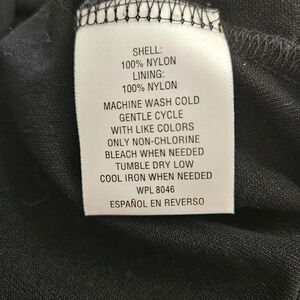 SHELL:
100% NYLON
LINING:
100% NYLON
MACHINE WASH COLD
GENTLE CYCLE
WITH LIKE COLORS
ONLY NON-CHLORINE
BLEACH WHEN NEEDED
TUMBLE DRY LOW
COOL IRON WHEN NEEDED
WPL 8046
ESPAÑOL EN REVERSO